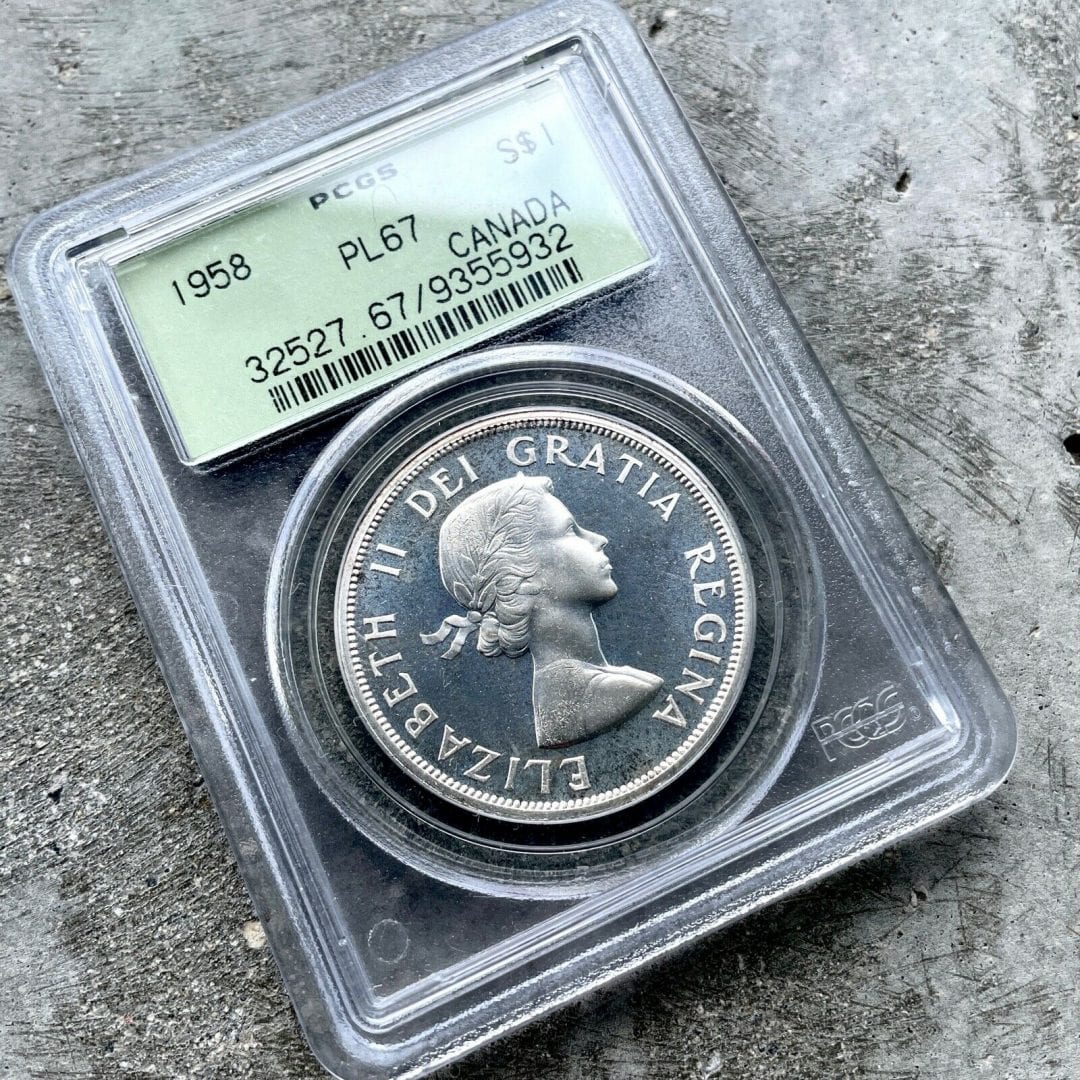 PCGS S$1
1958 PL67 CANADA
32527.67/9355932
ELIZABETH II DEI GRATIA REGINA
PCGS